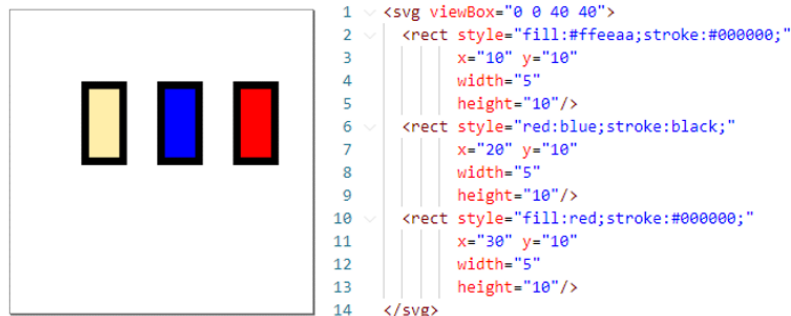 1 <svg viewBox="0 0 40 40">
2 <rect style="fill:#ffeeaa;stroke:#000000;"
3 x="10" y="10"
4 width="5"
5 height="10"/>
6 <rect style="red:blue;stroke:black;"
7 x="20" y="10"
8 width="5"
9 height="10"/>
10 <rect style="fill:red;stroke:#000000;"
11 x="30" y="10"
12 width="5"
13 height="10"/>
14 </svg>